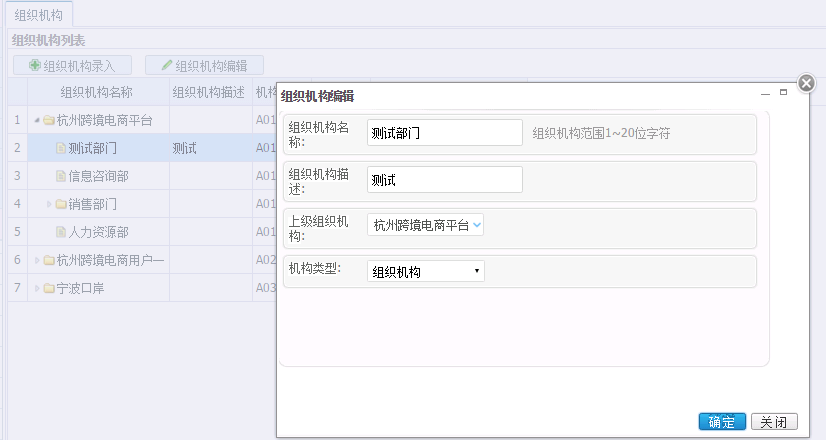 组织机构
组织机构列表
组织机构录入 组织机构编辑
组织机构名称 组织机构描述 机构
1 杭州跨境电商平台 A01
2 测试部门 测试 A01
3 信息咨询部 A01
4 销售部门 A01
5 人力资源部 A01
6 杭州跨境电商用户一 A02
7 宁波口岸 A03
组织机构编辑
组织机构名
称: 测试部门 组织机构范围1~20位字符
组织机构描
述: 测试
上级组织机
构: 杭州跨境电商平台
机构类型: 组织机构
确定 关闭